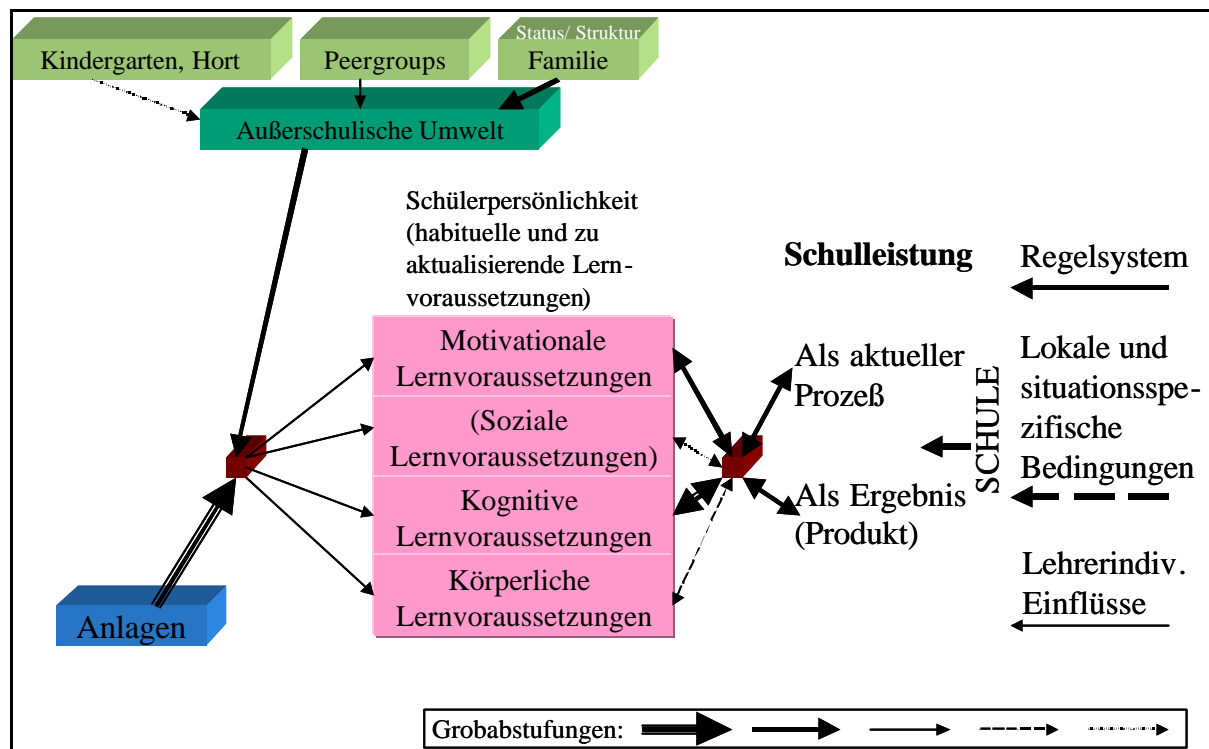 Status/ Struktur
Kindergarten, Hort
Peergroups
Familie
Außerschulische Umwelt
Schülerpersönlichkeit
(habituelle und zu
aktualisierende Lern-
voraussetzungen)
Motivationale
Lernvoraussetzungen
(Soziale
Lernvoraussetzungen)
Kognitive
Lernvoraussetzungen
Körperliche
Lernvoraussetzungen
Anlagen
Schulleistung
Als aktueller
Prozeß
Als Ergebnis
(Produkt)
SCHULE
Regelsystem
Lokale und
situationsspe-
zifische
Bedingungen
Lehrerindiv.
Einflüsse
Grobabstufungen: